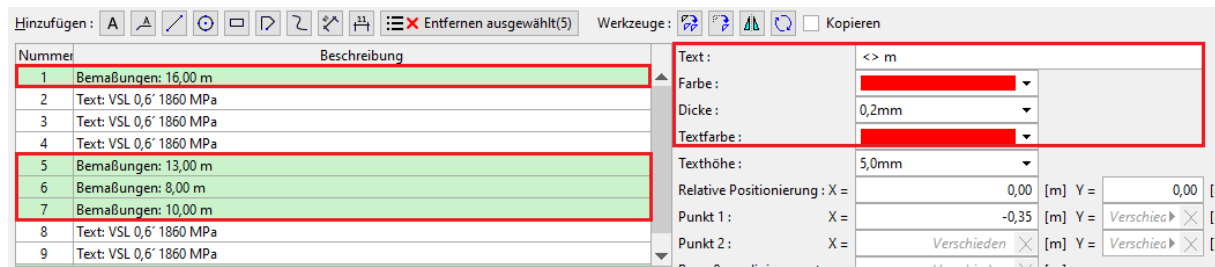 Hinzufügen : A A Entfernen ausgewählt(5) Werkzeuge : Kopieren
Nummer Beschreibung
1 Bemaßungen: 16,00 m
2 Text: VSL 0,6´ 1860 MPa
3 Text: VSL 0,6´ 1860 MPa
4 Text: VSL 0,6´ 1860 MPa
5 Bemaßungen: 13,00 m
6 Bemaßungen: 8,00 m
7 Bemaßungen: 10,00 m
8 Text: VSL 0,6´ 1860 MPa
9 Text: VSL 0,6´ 1860 MPa
Text : <> m
Farbe :
Dicke : 0,2mm
Textfarbe :
Texthöhe : 5,0mm
Relative Positionierung : X = 0,00 [m] Y = 0,00 [
Punkt 1 : X = -0,35 [m] Y = Verschied [
Punkt 2 : X = Verschieden [m] Y = Verschied [